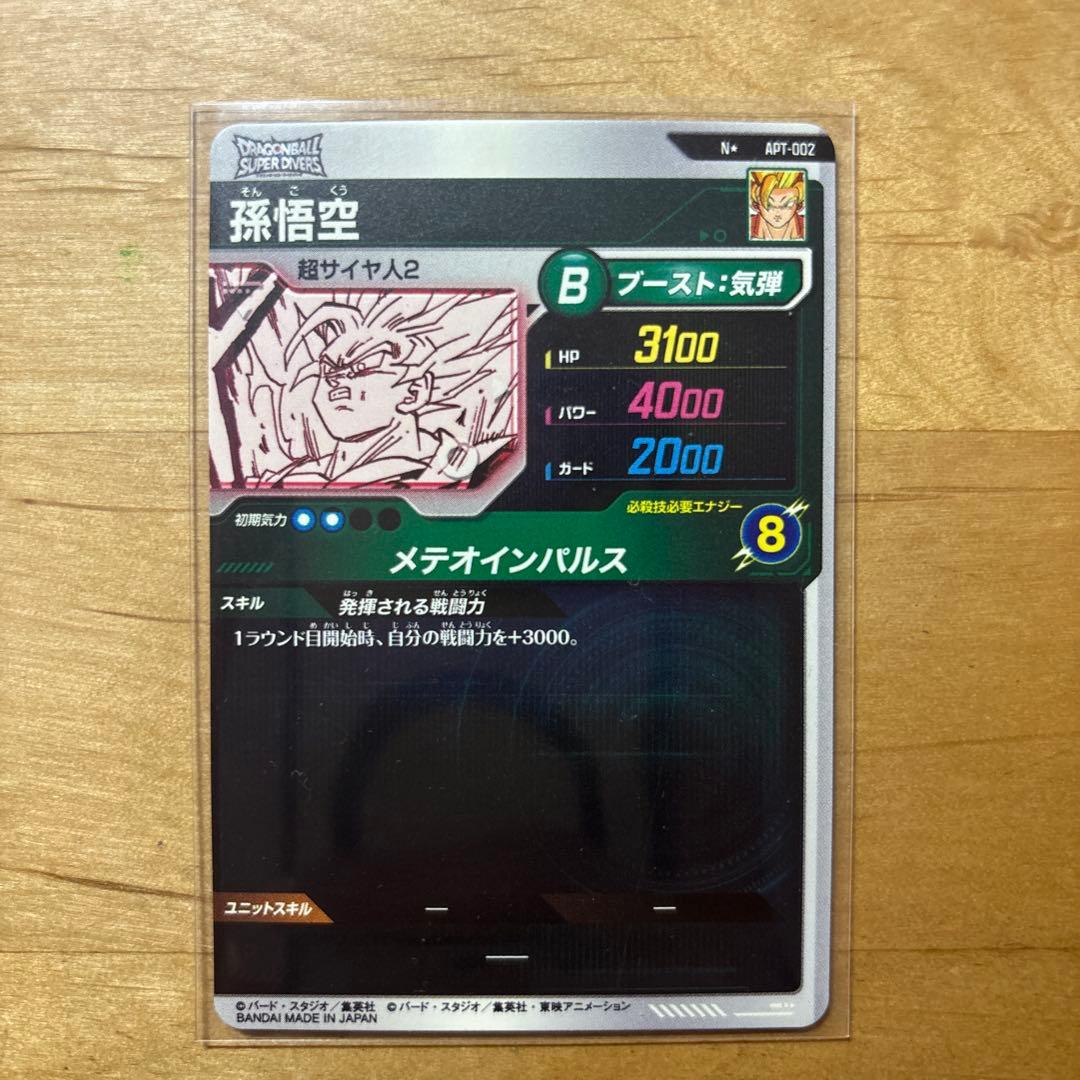 DRAGONBALL
SUPER DIVERS
N★ APT-002
そん ご くう
孫悟空
超サイヤ人2
B ブースト:気弾
HP 3100
パワー 4000
ガード 2000
初期気力
必殺技必要エナジー
8
メテオインパルス
スキル
はっ き せん とうりょく
発揮される戦闘力
め かい し じ じ ぶん せん とうりょく
1ラウンド目開始時、自分の戦闘力を+3000。
ユニットスキル — —
—
©バード・スタジオ/集英社 ©バード・スタジオ/集英社・東映アニメーション
BANDAI MADE IN JAPAN